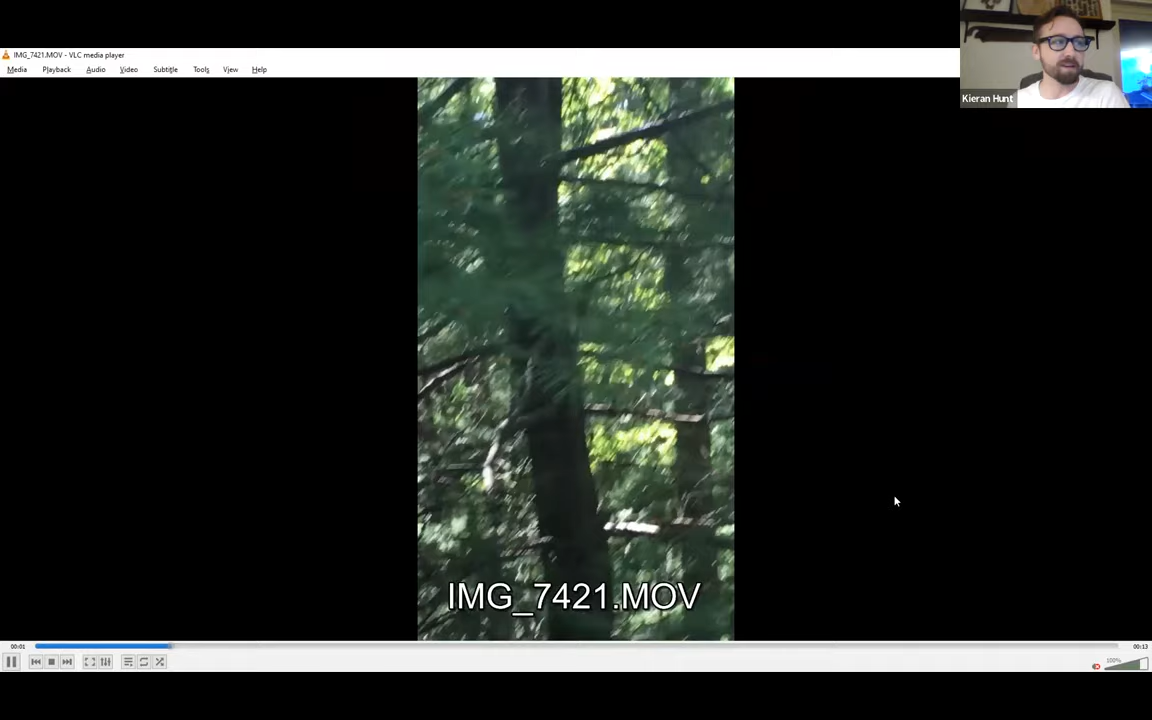 IMG_7421.MOV - VLC media player
Media Playback Audio Video Subtitle Tools View Help
Kieran Hunt
IMG_7421.MOV
00:01
00:13
100%